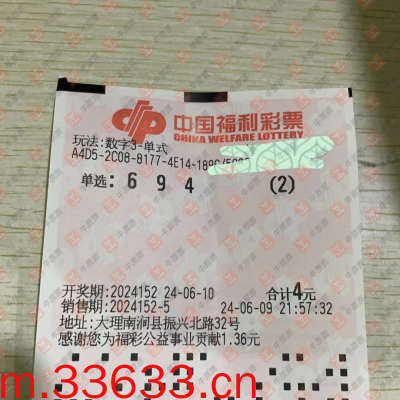 中国福利彩票
CHINA WELFARE LOTTERY
玩法:数字3-单式
A4D5-2C08-8177-4E14-189C/
单选: 6 9 4 (2)
开奖期:2024152 24-06-10 合计4元
销售期:2024152-5 24-06-09 21:57:32
地址:大理南涧县振兴北路32号
感谢您为福彩公益事业贡献1.36元
m.33633.cn